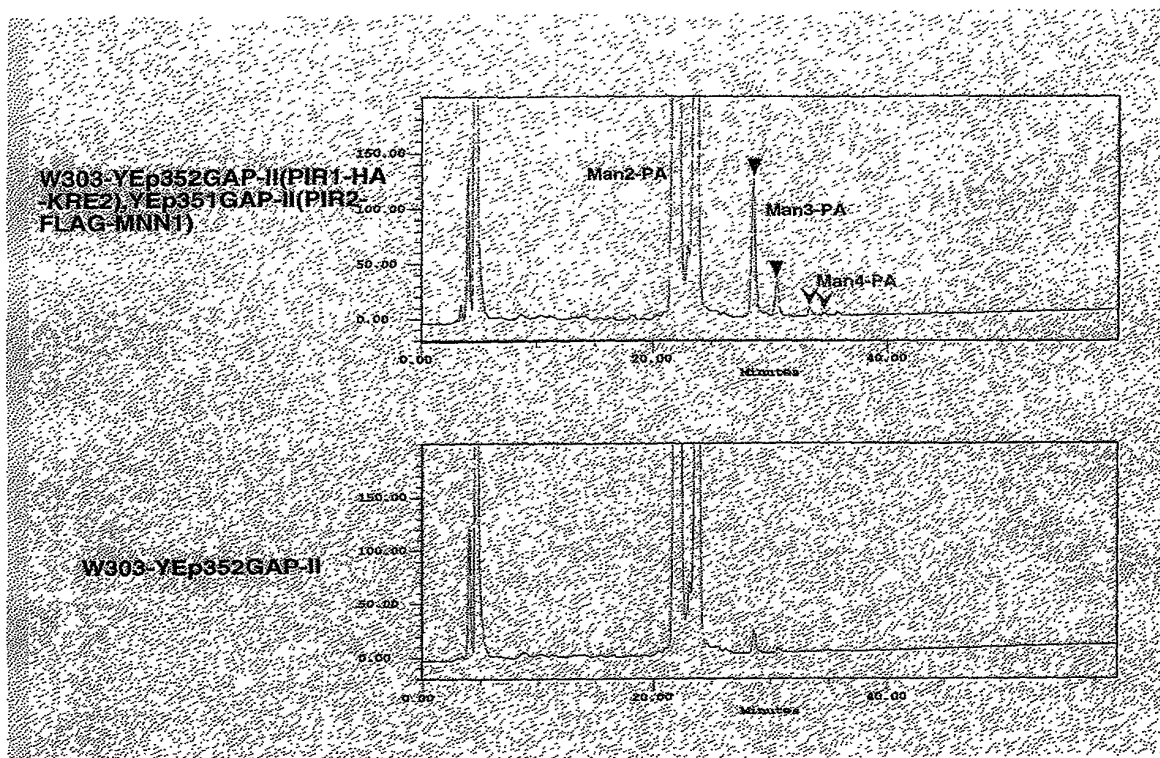 W303-YEp352GAP-II(PIR1-HA
-KRE2),YEp351GAP-II(PIR2-
FLAG-MNN1)
150.00
100.00
50.00
0.00
Man2-PA
Man3-PA
Man4-PA
0.00
20.00
40.00
Minutes
W303-YEp352GAP-II
150.00
100.00
50.00
0.00
0.00
20.00
40.00
Minutes